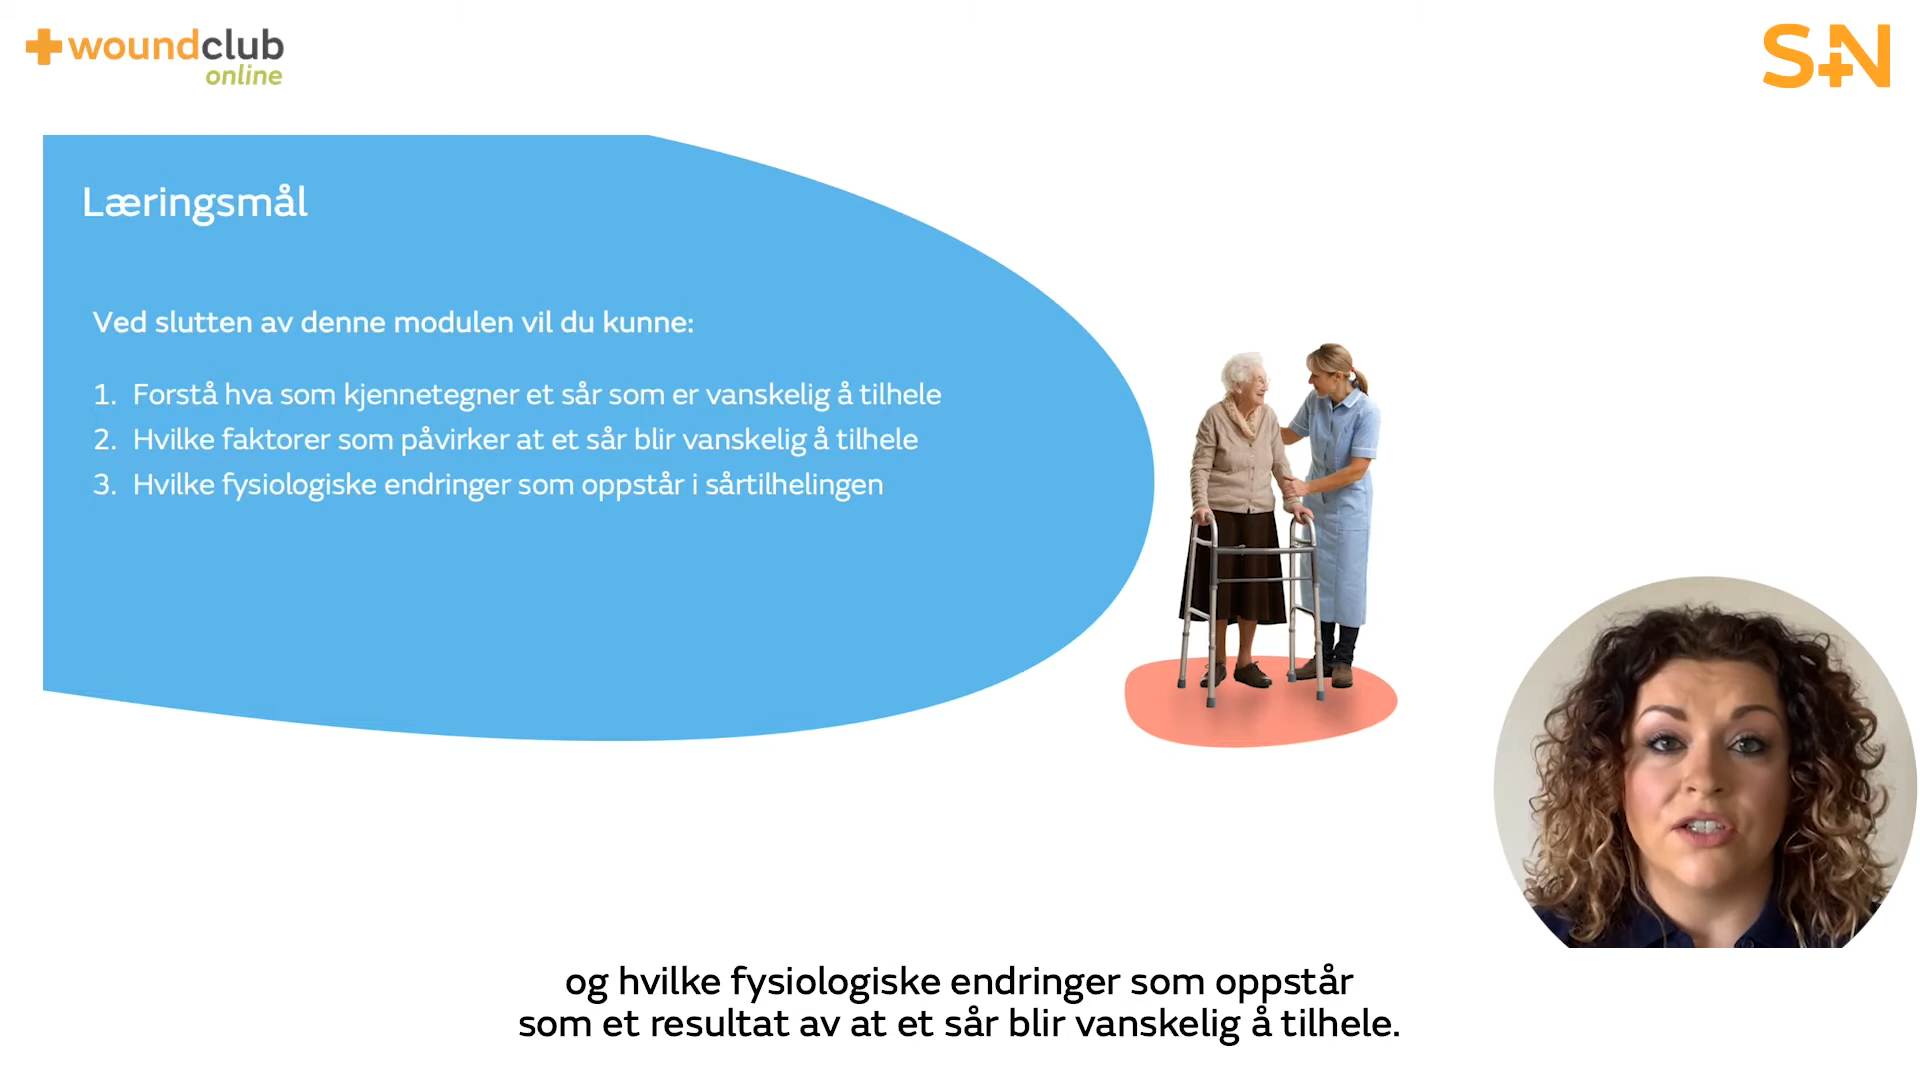 woundclub
online
S+N
Læringsmål
Ved slutten av denne modulen vil du kunne:
1. Forstå hva som kjennetegner et sår som er vanskelig å tilhele
2. Hvilke faktorer som påvirker at et sår blir vanskelig å tilhele
3. Hvilke fysiologiske endringer som oppstår i sårtilhelingen
og hvilke fysiologiske endringer som oppstår
som et resultat av at et sår blir vanskelig å tilhele.